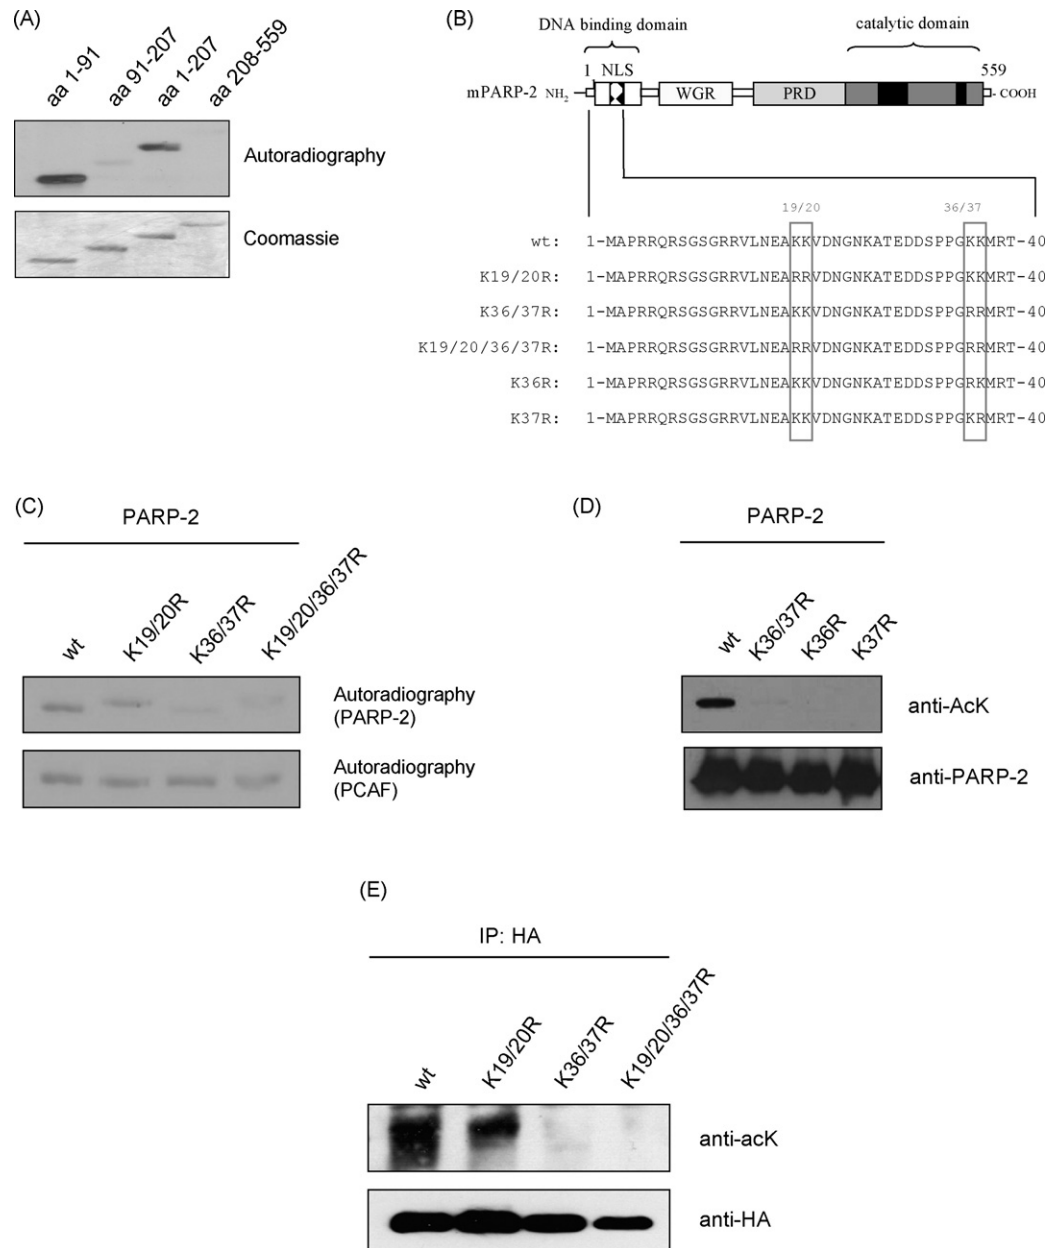 (A)
aa 1-91
aa 91-207
aa 1-207
aa 208-559
Autoradiography
Coomassie
(B)
DNA binding domain
catalytic domain
1 NLS 559
mPARP-2 NH2 WGR PRD - COOH
19/20 36/37
wt: 1-MAPRRQRSGSGRRVLNEAKKVDNGNKATEDDSPPGKKMRT-40
K19/20R: 1-MAPRRQRSGSGRRVLNEARRVDNGNKATEDDSPPGKKMRT-40
K36/37R: 1-MAPRRQRSGSGRRVLNEAKKVDNGNKATEDDSPPGRRMRT-40
K19/20/36/37R: 1-MAPRRQRSGSGRRVLNEARRVDNGNKATEDDSPPGRRMRT-40
K36R: 1-MAPRRQRSGSGRRVLNEAKKVDNGNKATEDDSPPGRKMRT-40
K37R: 1-MAPRRQRSGSGRRVLNEAKKVDNGNKATEDDSPPGKRMRT-40
(C)
PARP-2
wt
K19/20R
K36/37R
K19/20/36/37R
Autoradiography
(PARP-2)
Autoradiography
(PCAF)
(D)
PARP-2
wt
K36/37R
K36R
K37R
anti-AcK
anti-PARP-2
(E)
IP: HA
wt
K19/20R
K36/37R
K19/20/36/37R
anti-acK
anti-HA